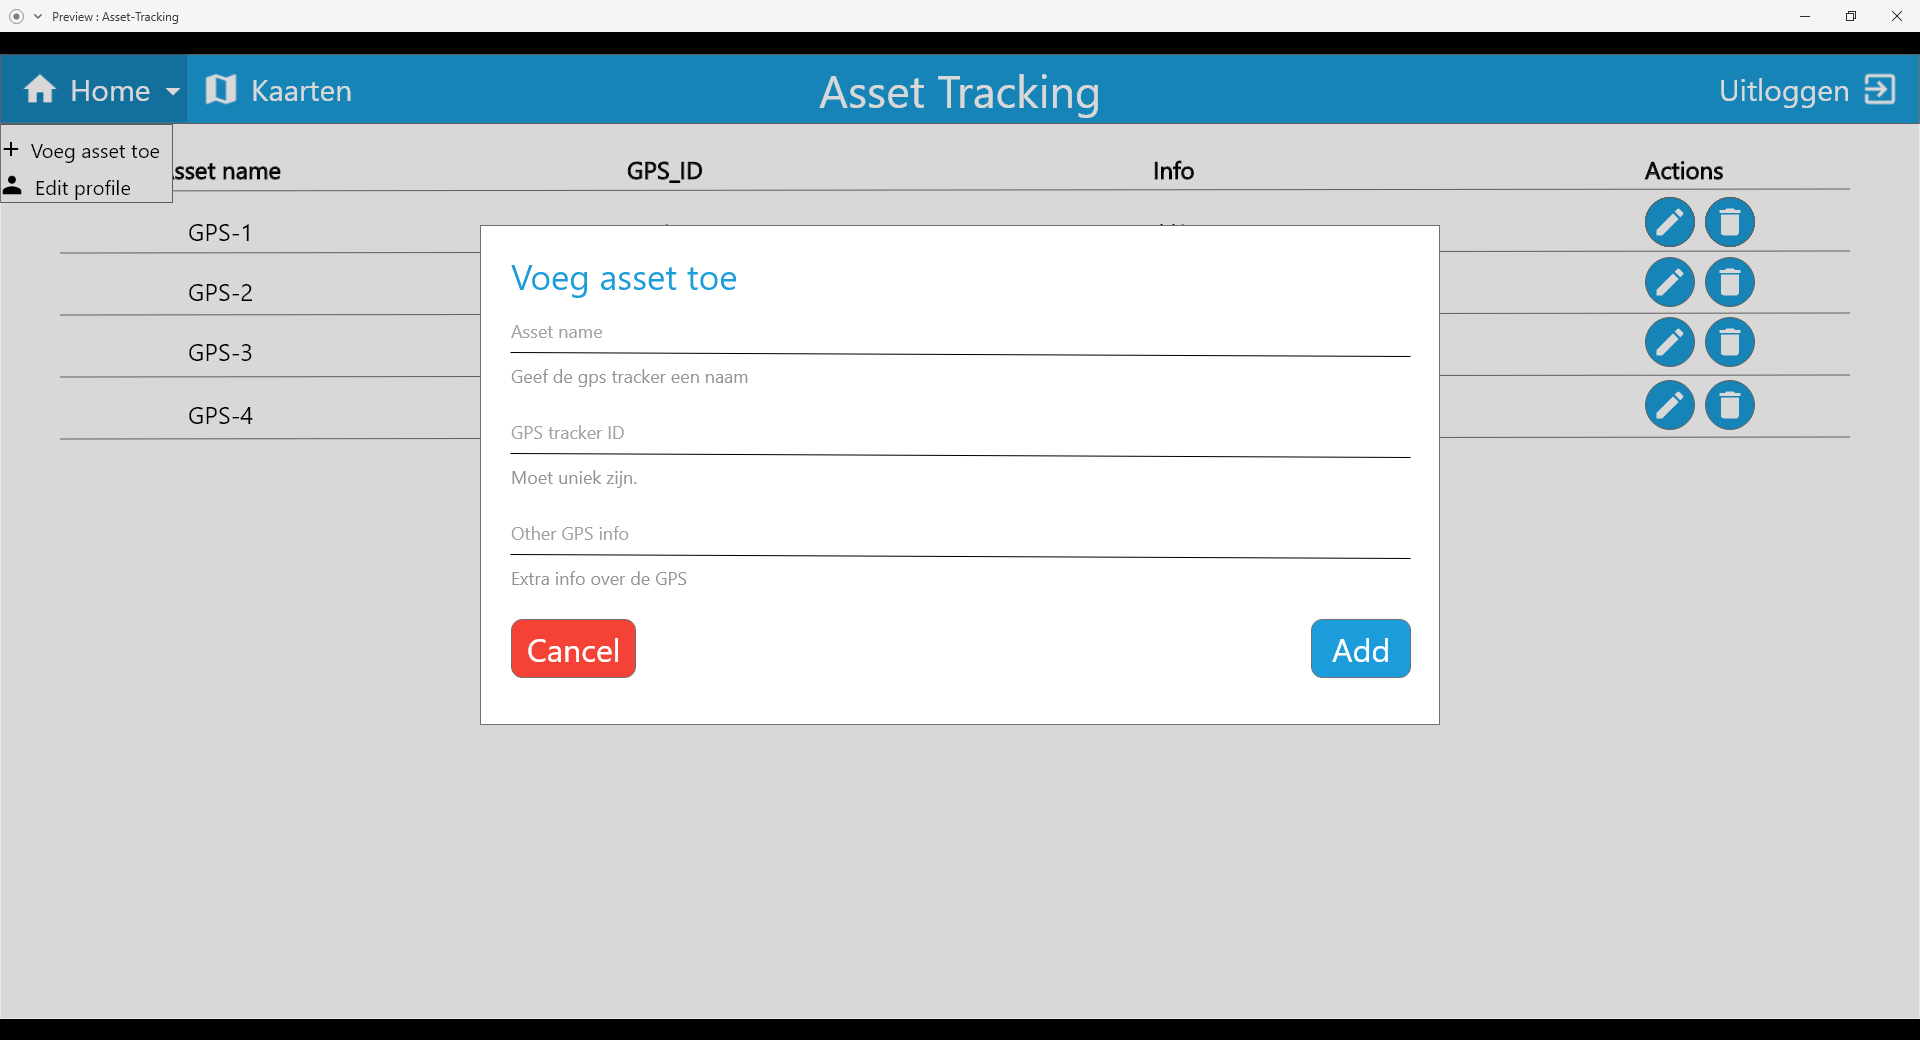 Preview : Asset-Tracking
Home
Kaarten
Asset Tracking
Uitloggen
Voeg asset toe
Edit profile
sset name
GPS_ID
Info
Actions
GPS-1
GPS-2
GPS-3
GPS-4
Voeg asset toe
Asset name
Geef de gps tracker een naam
GPS tracker ID
Moet uniek zijn.
Other GPS info
Extra info over de GPS
Cancel
Add